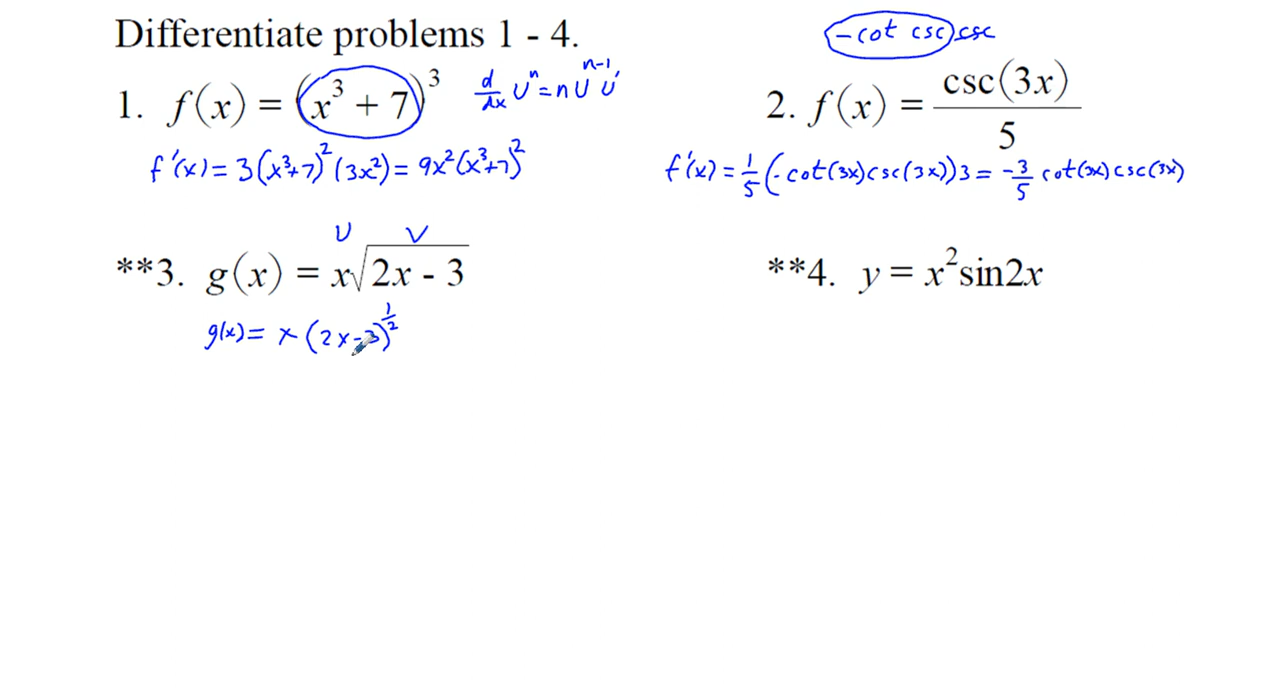 Differentiate problems 1 - 4.
-cot csc csc
1. f(x) = (x³ + 7)³
d/dx Uⁿ = n Uⁿ⁻¹ U'
2. f(x) = csc(3x)/5
f'(x) = 3(x³+7)²(3x²) = 9x²(x³+7)²
f'(x) = 1/5 (-cot(3x)csc(3x))3 = -3/5 cot(3x)csc(3x)
U V
**3. g(x) = x√(2x - 3)
**4. y = x²sin2x
g(x) = x(2x-3)^(1/2)